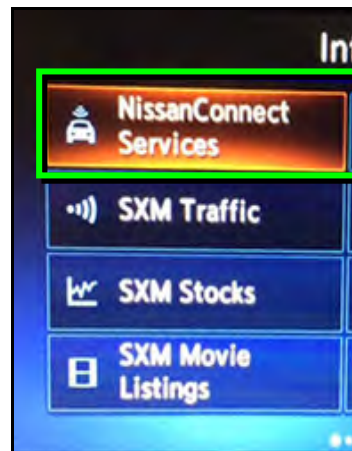 Inf
NissanConnect
Services
SXM Traffic
SXM Stocks
SXM Movie
Listings